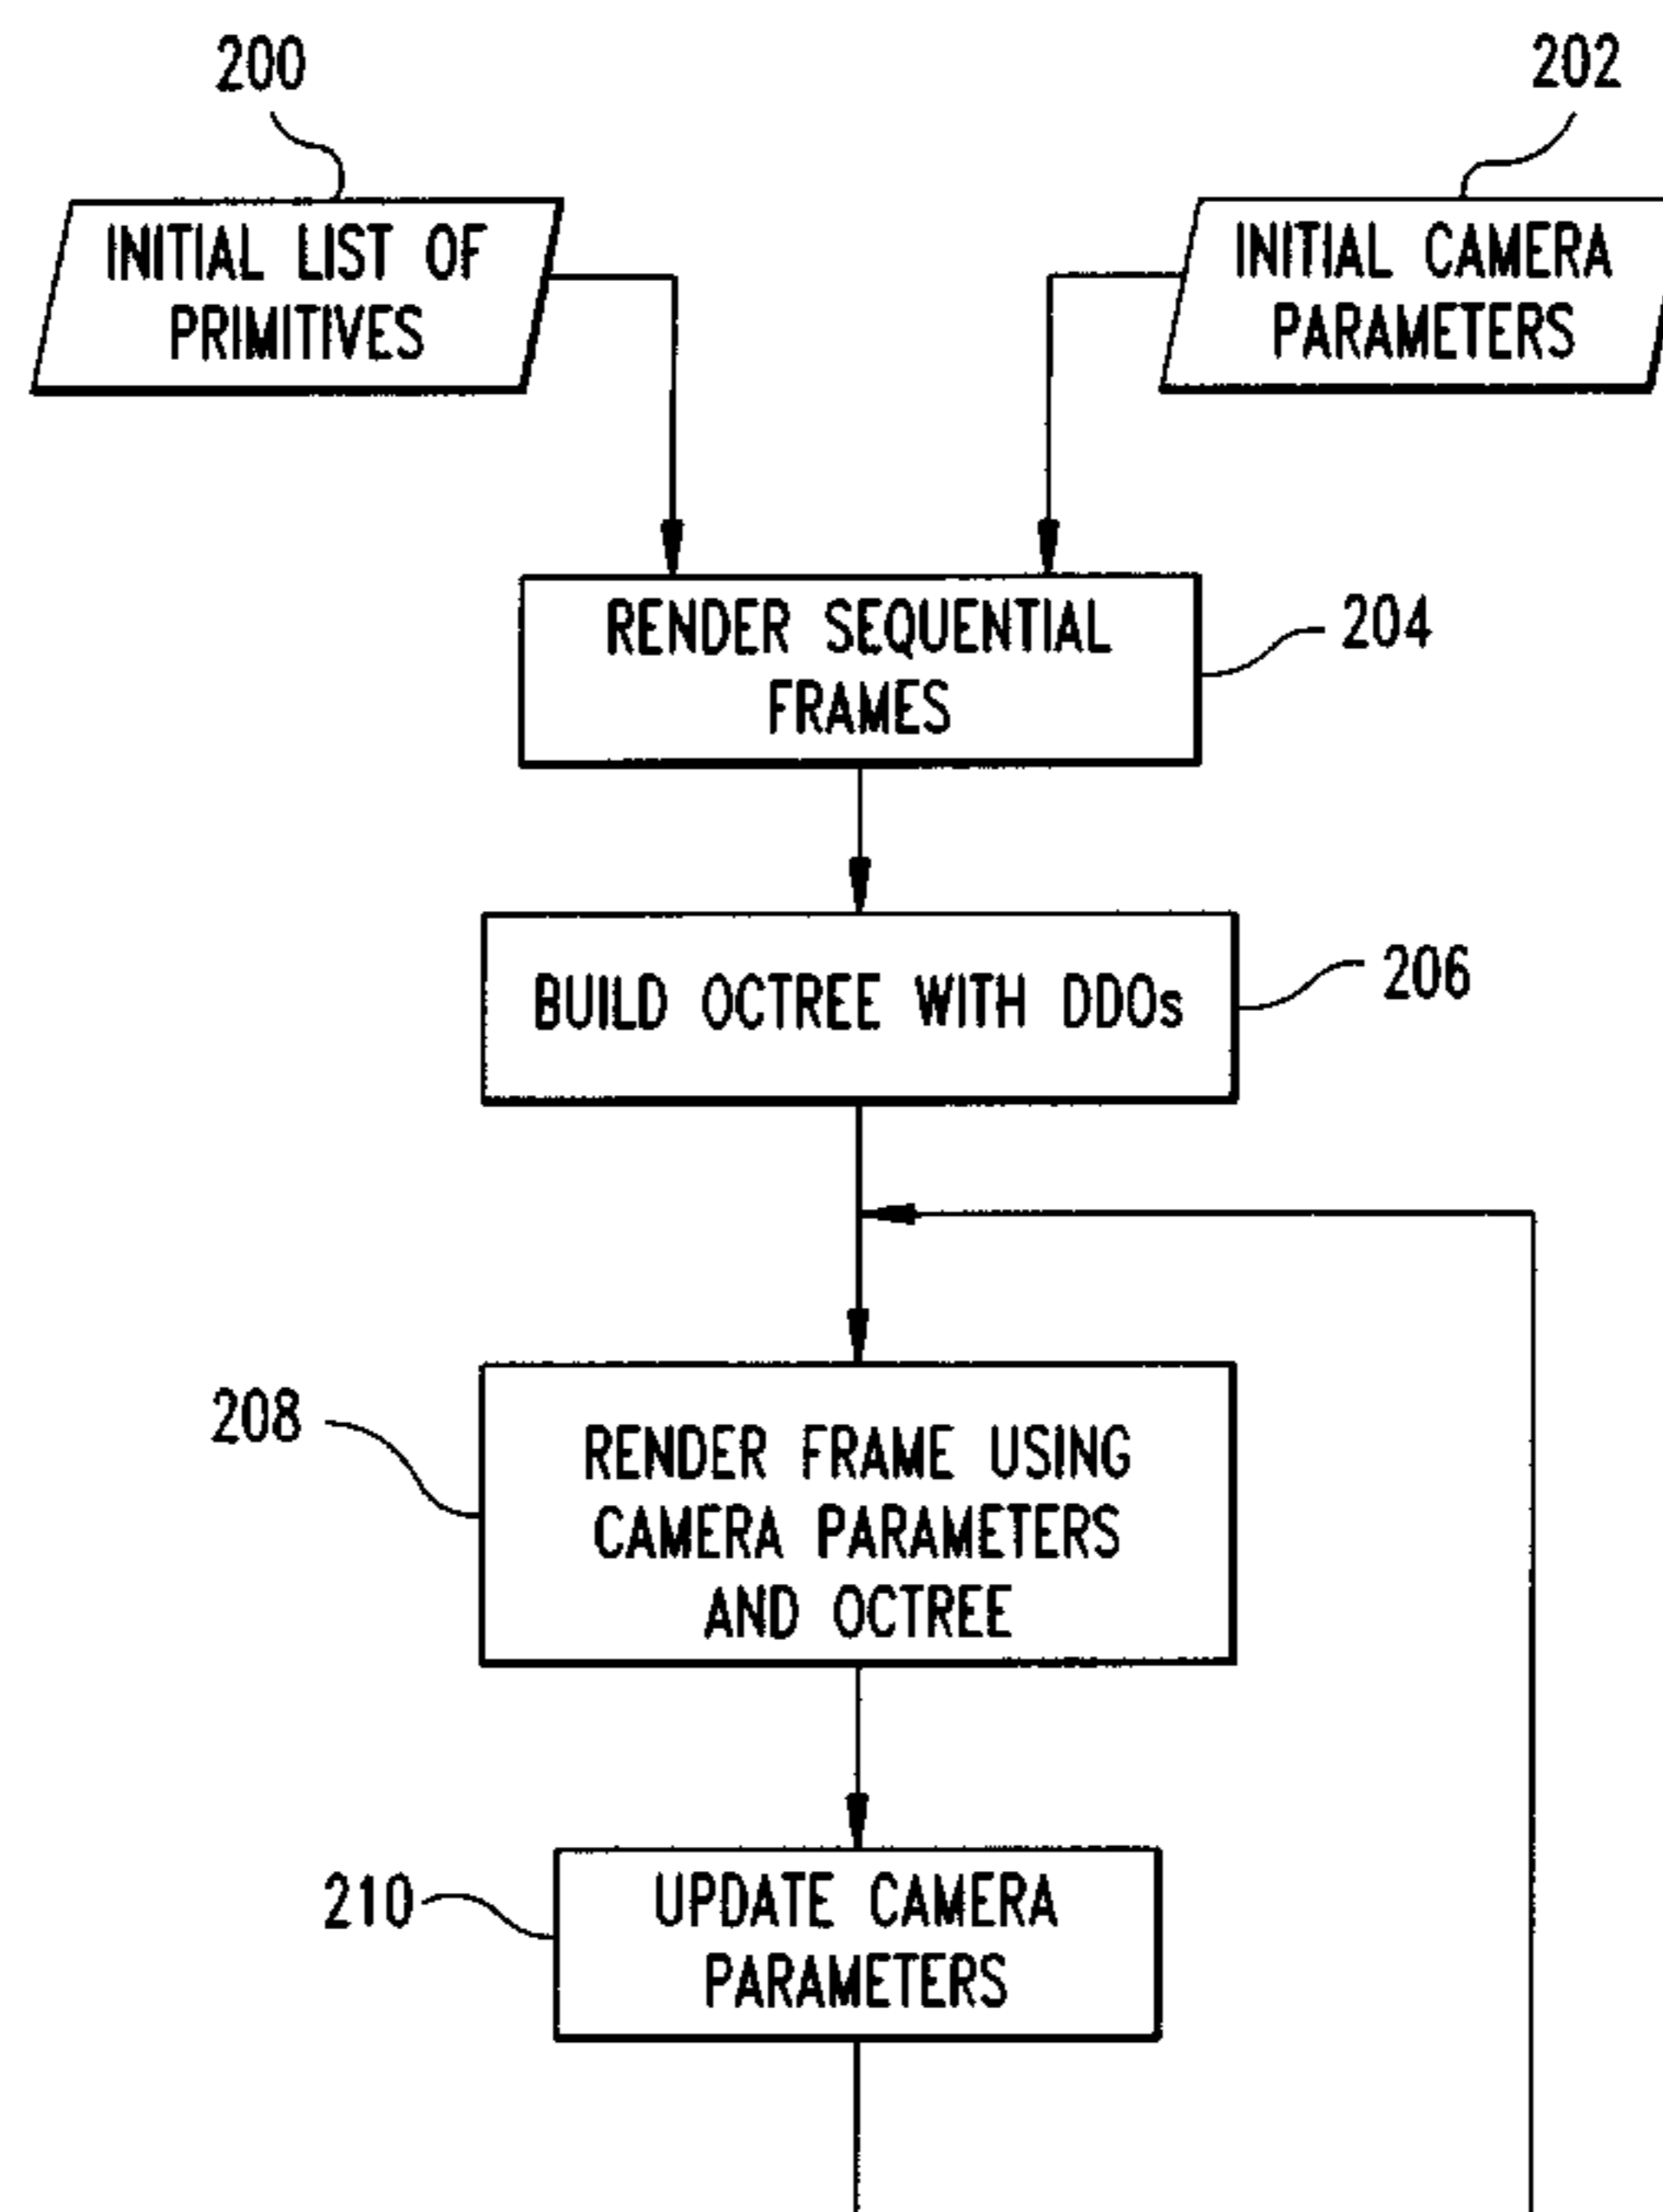 200
202
INITIAL LIST OF
PRIMITIVES
INITIAL CAMERA
PARAMETERS
RENDER SEQUENTIAL
FRAMES
204
BUILD OCTREE WITH DDOs
206
208
RENDER FRAME USING
CAMERA PARAMETERS
AND OCTREE
210
UPDATE CAMERA
PARAMETERS